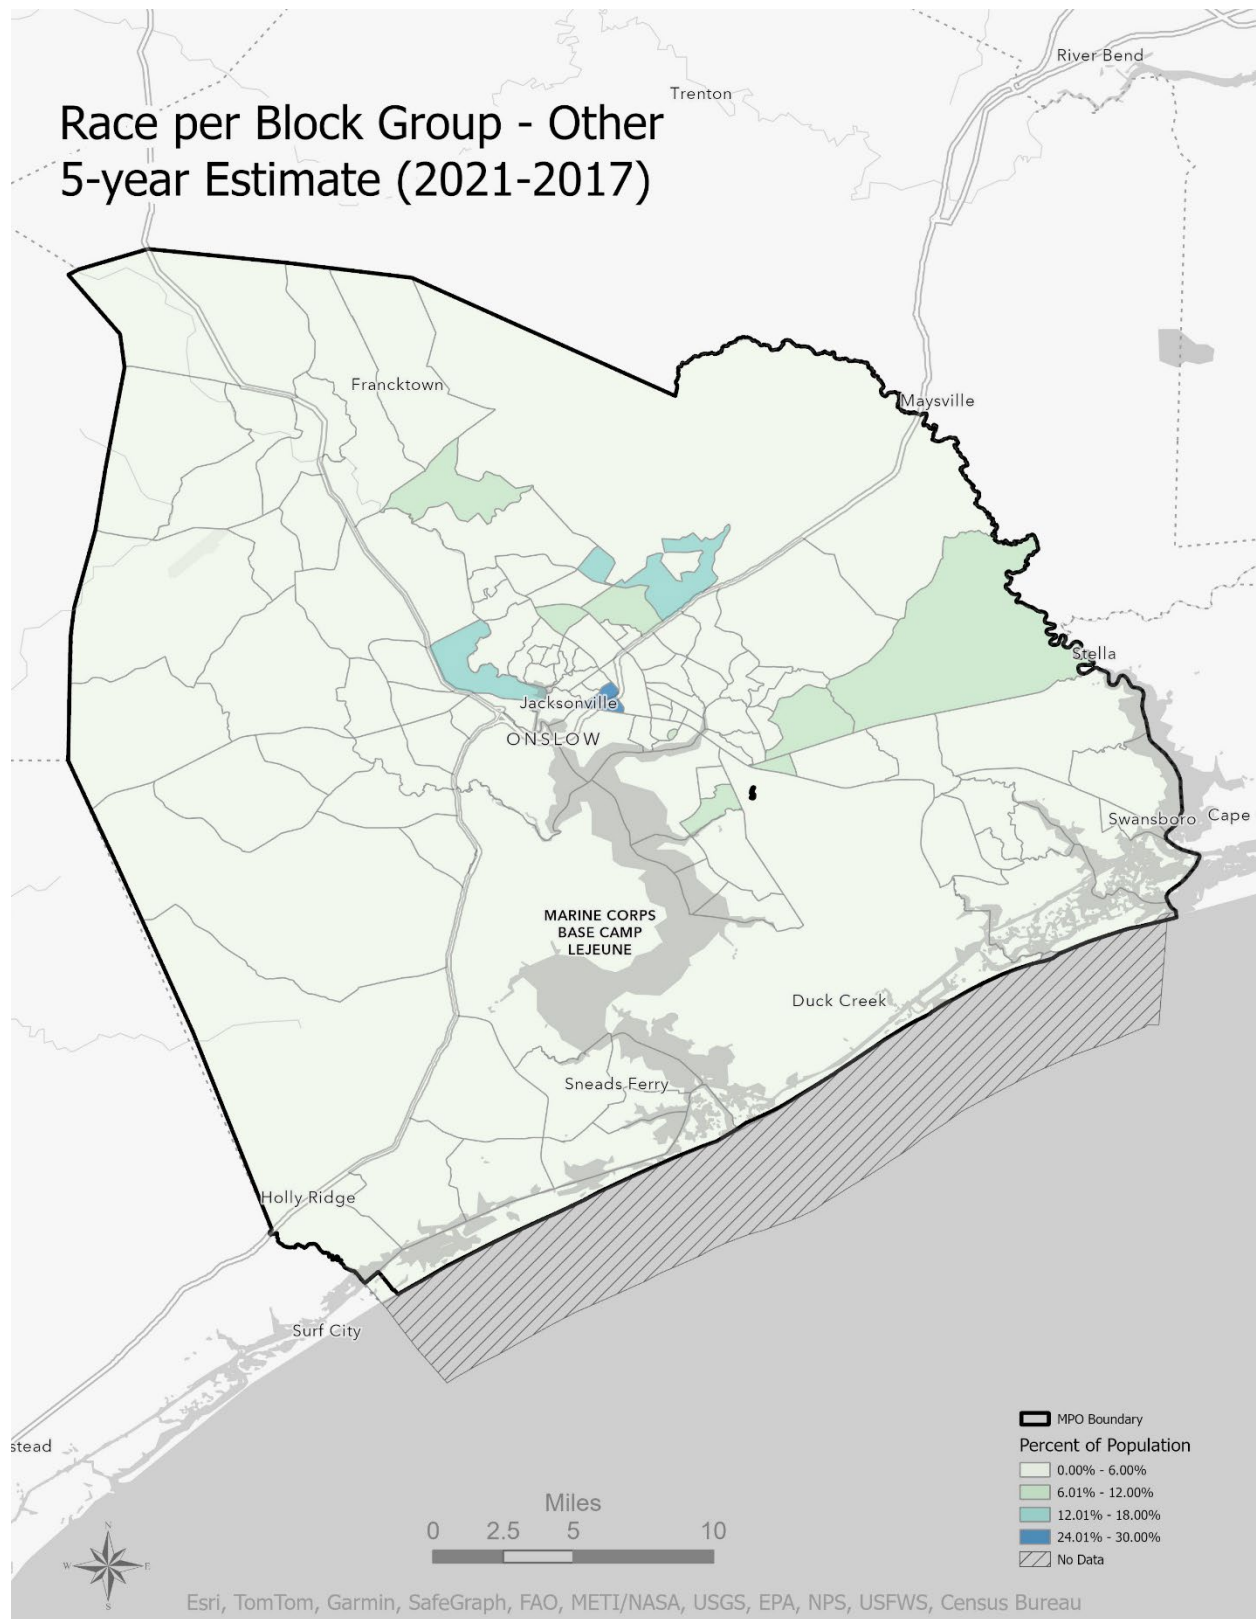 River Bend
Trenton
Race per Block Group - Other
5-year Estimate (2021-2017)
Francktown
Maysville
Stella
Jacksonville
ONSLOW
Swansboro
Cape
MARINE CORPS
BASE CAMP
LEJEUNE
Duck Creek
Sneads Ferry
Holly Ridge
Surf City
stead
MPO Boundary
Percent of Population
0.00% - 6.00%
6.01% - 12.00%
12.01% - 18.00%
24.01% - 30.00%
No Data
Miles
0 2.5 5 10
N
W E
S
Esri, TomTom, Garmin, SafeGraph, FAO, METI/NASA, USGS, EPA, NPS, USFWS, Census Bureau